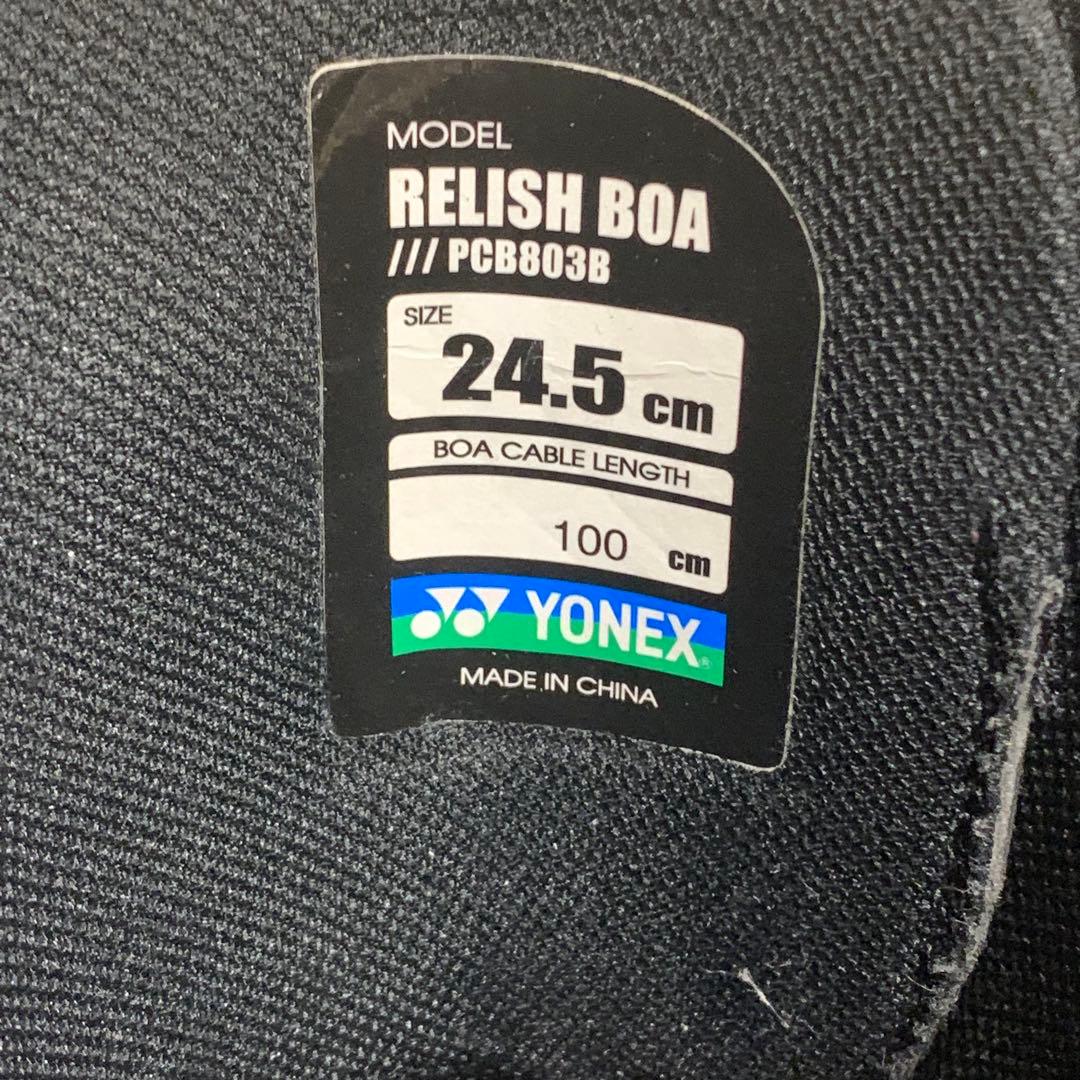 MODEL
RELISH BOA
/// PCB803B
SIZE
24.5 cm
BOA CABLE LENGTH
100 cm
YONEX®
MADE IN CHINA